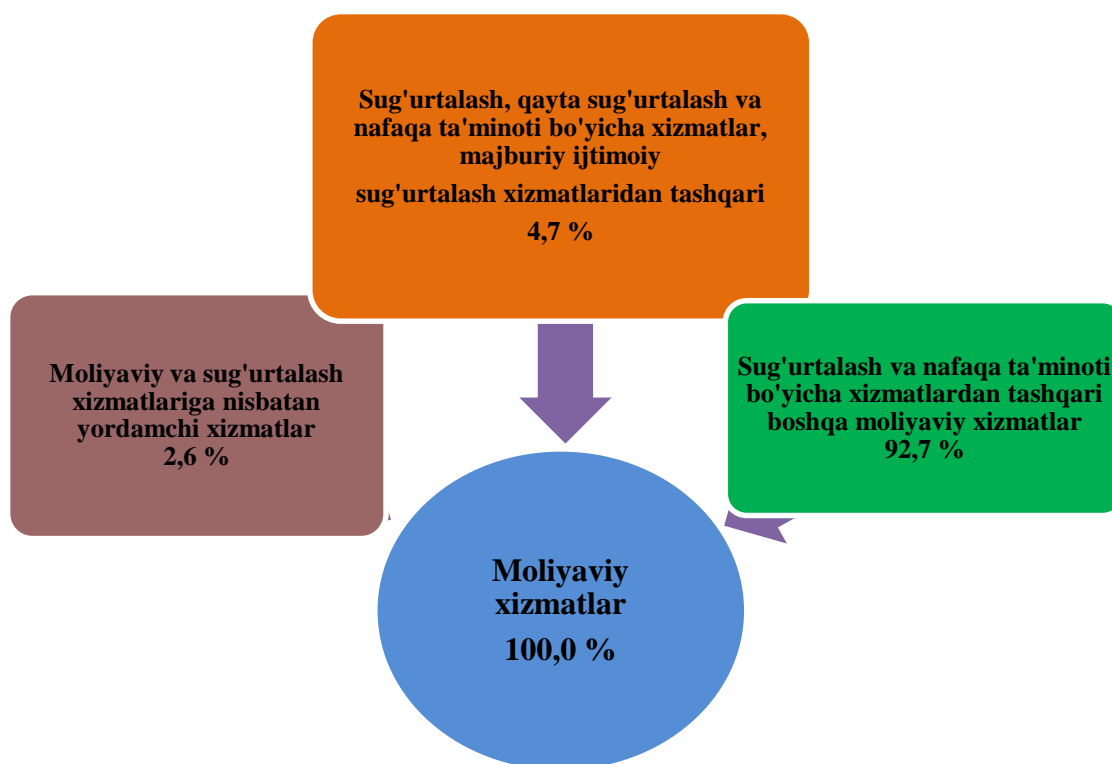 Sug'urtalash, qayta sug'urtalash va
nafaqa ta'minoti bo'yicha xizmatlar,
majburiy ijtimoiy
sug'urtalash xizmatlaridan tashqari
4,7 %
Moliyaviy va sug'urtalash
xizmatlariga nisbatan
yordamchi xizmatlar
2,6 %
Sug'urtalash va nafaqa ta'minoti
bo'yicha xizmatlardan tashqari
boshqa moliyaviy xizmatlar
92,7 %
Moliyaviy
xizmatlar
100,0 %